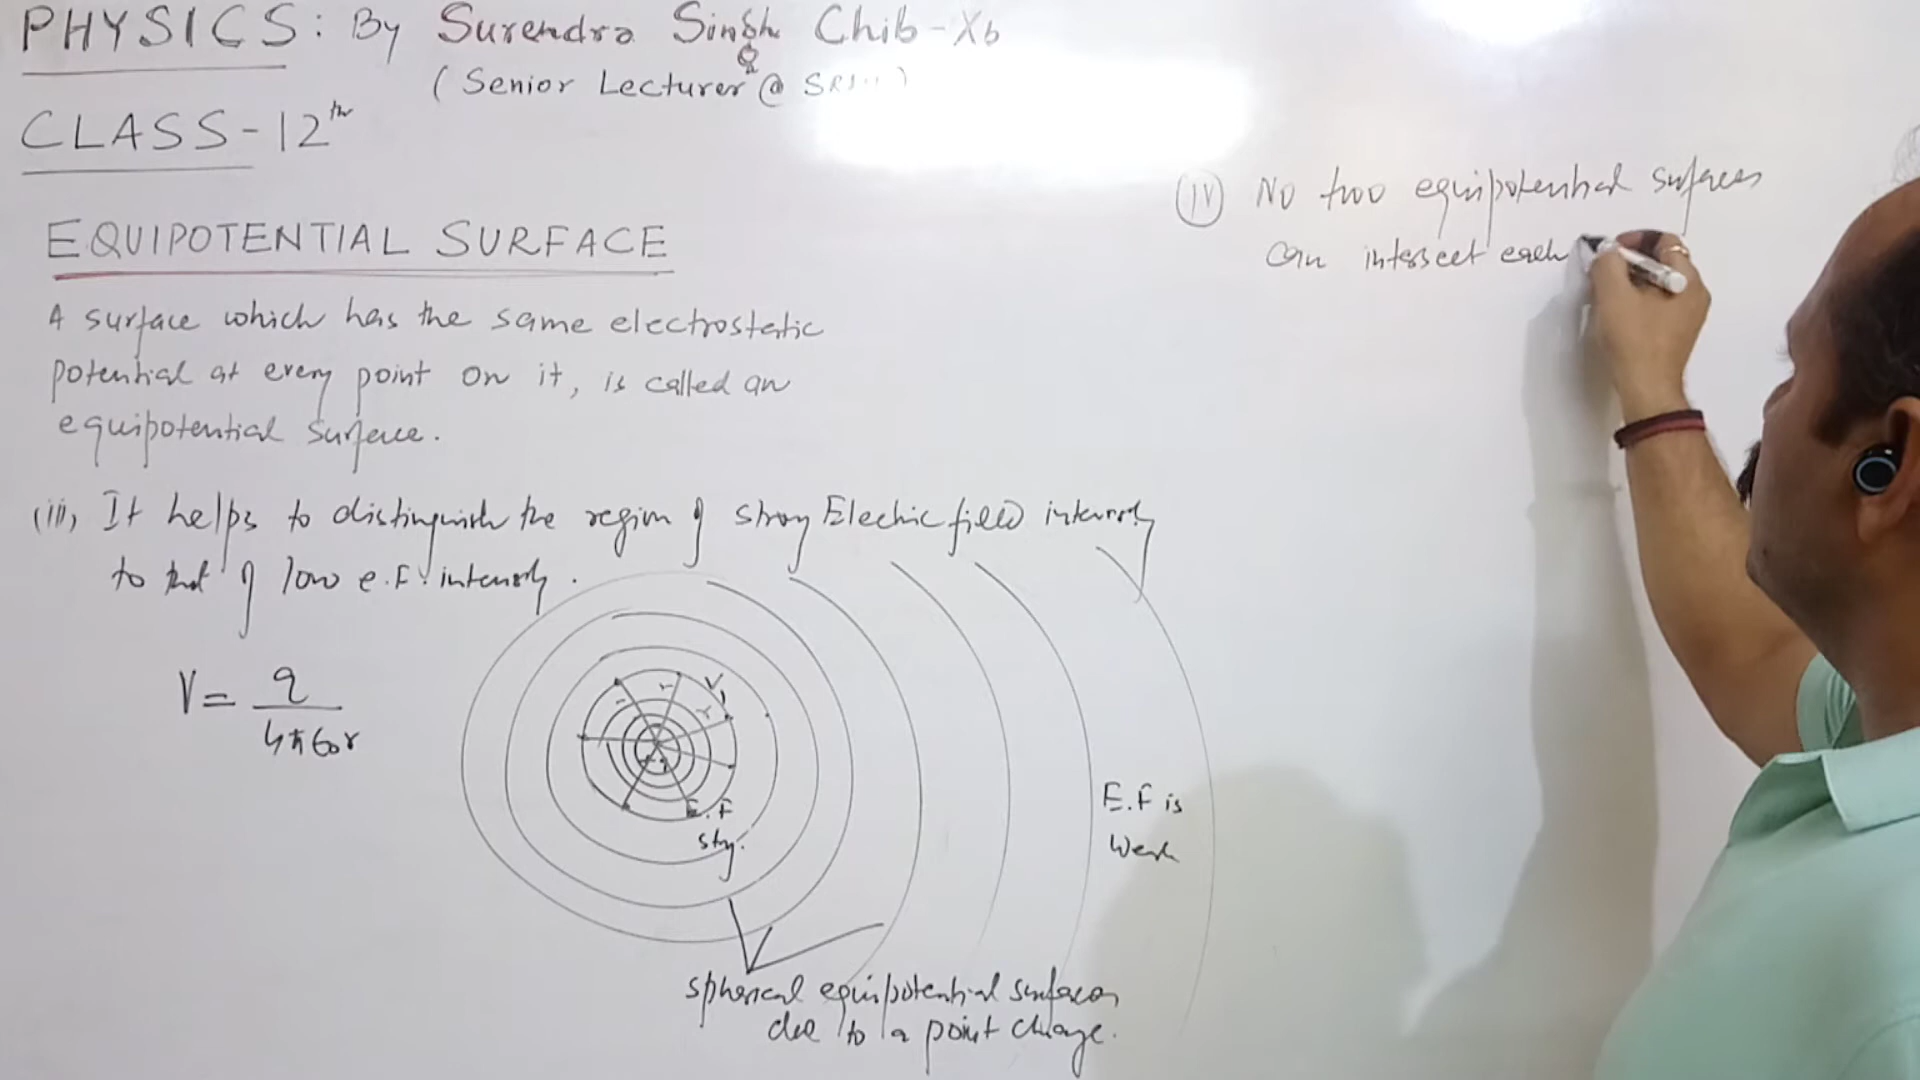 PHYSICS: By Surendra Singh Chib-Xb
(Senior Lecturer @
CLASS-12th
EQUIPOTENTIAL SURFACE
A surface which has the same electrostatic
potential at every point on it, is called an
equipotential surface.
(iii) It helps to distinguish the region of strong Electric field intensity
to that of low e.F. intensity.
V = q / 4πϵ0r
V1
r
r
+q
E.F
strg.
E.F is
Weak
spherical equipotential surfaces
due to a point charge.
(iv) No two equipotential surfaces
can intersect each